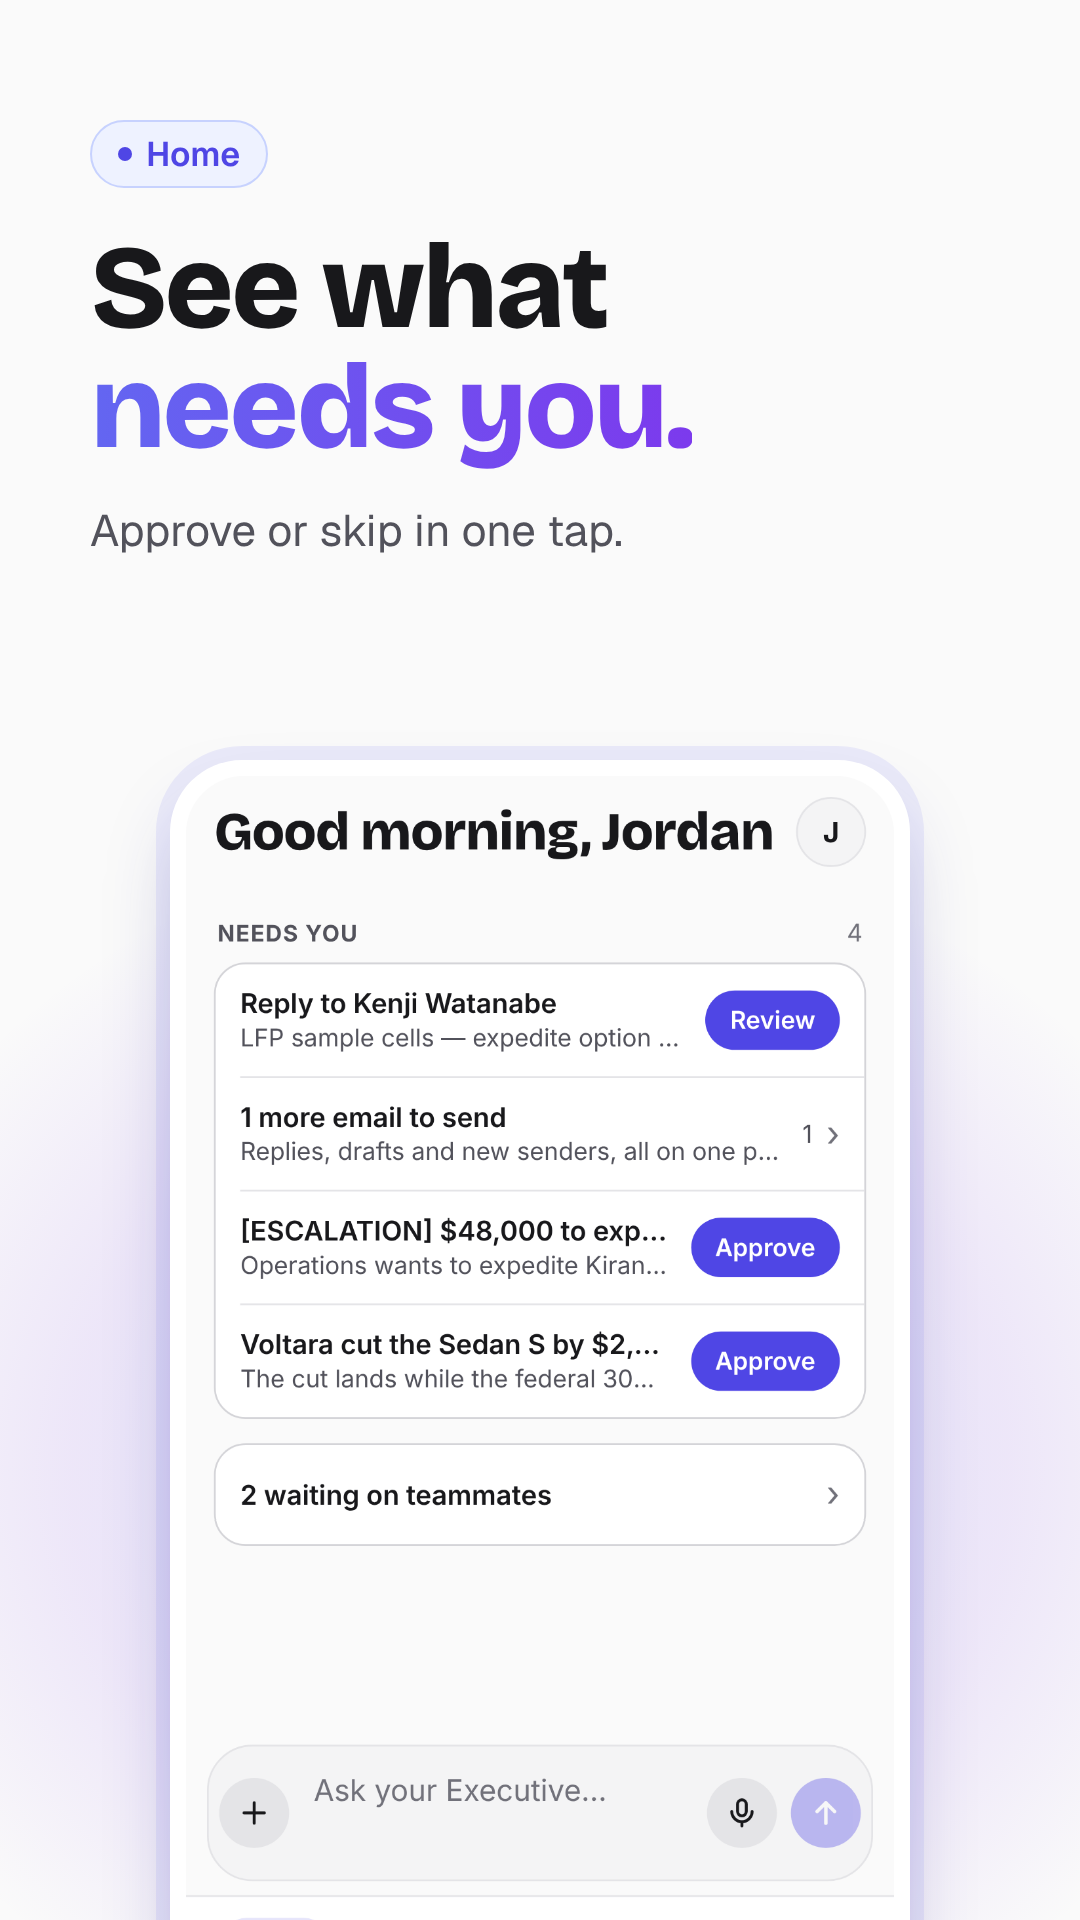 Home
See what
needs you.
Approve or skip in one tap.
Good morning, Jordan
J
NEEDS YOU
4
Reply to Kenji Watanabe
LFP sample cells — expedite option ...
Review
1 more email to send
Replies, drafts and new senders, all on one p...
1
[ESCALATION] $48,000 to exp...
Operations wants to expedite Kiran...
Approve
Voltara cut the Sedan S by $2,...
The cut lands while the federal 30...
Approve
2 waiting on teammates
Ask your Executive...